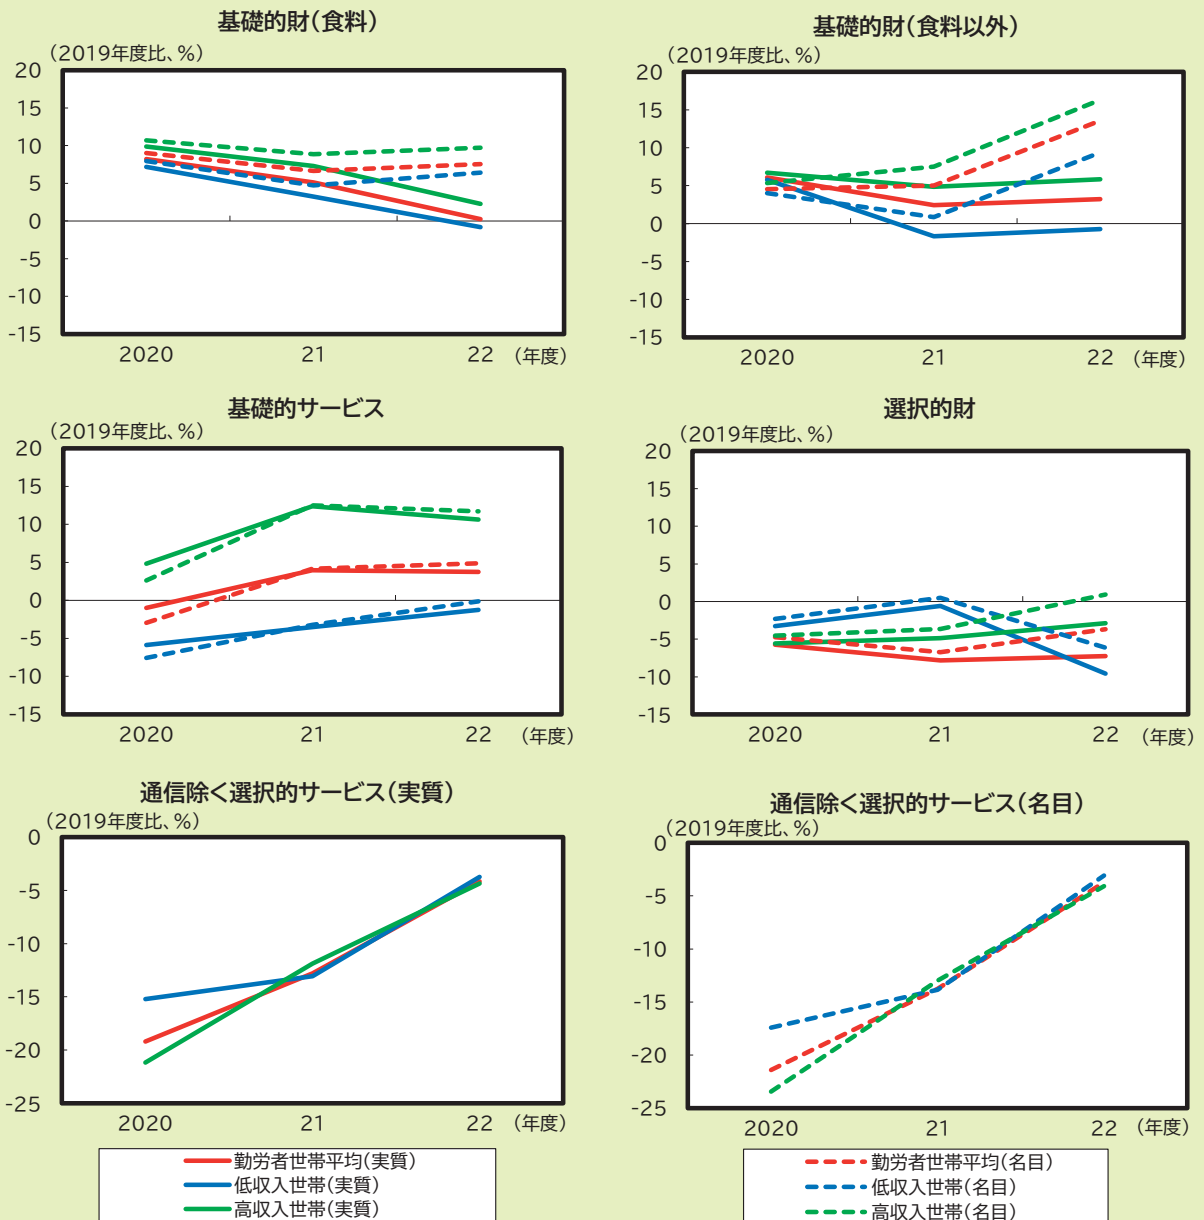 基礎的財(食料)
(2019年度比、%)
20
15
10
5
0
-5
-10
-15
2020 21 22 (年度)
基礎的財(食料以外)
(2019年度比、%)
20
15
10
5
0
-5
-10
-15
2020 21 22 (年度)
基礎的サービス
(2019年度比、%)
20
15
10
5
0
-5
-10
-15
2020 21 22 (年度)
選択的財
(2019年度比、%)
20
15
10
5
0
-5
-10
-15
2020 21 22 (年度)
通信除く選択的サービス(実質)
(2019年度比、%)
0
-5
-10
-15
-20
-25
2020 21 22 (年度)
勤労者世帯平均(実質)
低収入世帯(実質)
高収入世帯(実質)
通信除く選択的サービス(名目)
(2019年度比、%)
0
-5
-10
-15
-20
-25
2020 21 22 (年度)
勤労者世帯平均(名目)
低収入世帯(名目)
高収入世帯(名目)